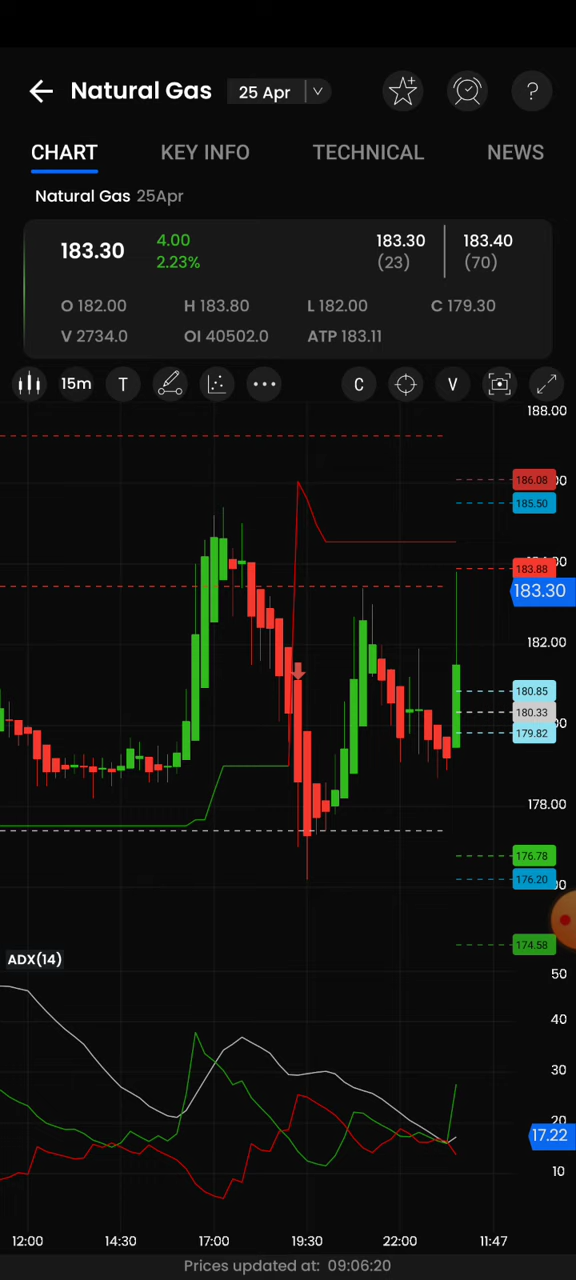 Natural Gas 25 Apr
?
CHART KEY INFO TECHNICAL NEWS
Natural Gas 25Apr
183.30 4.00 183.30 183.40
2.23% (23) (70)
O 182.00 H 183.80 L 182.00 C 179.30
V 2734.0 OI 40502.0 ATP 183.11
15m T C V
188.00
186.08
185.50
183.88
183.30
182.00
180.85
180.33
179.82
178.00
176.78
176.20
174.58
ADX(14)
50
40
30
20
17.22
10
12:00 14:30 17:00 19:30 22:00 11:47
Prices updated at: 09:06:20